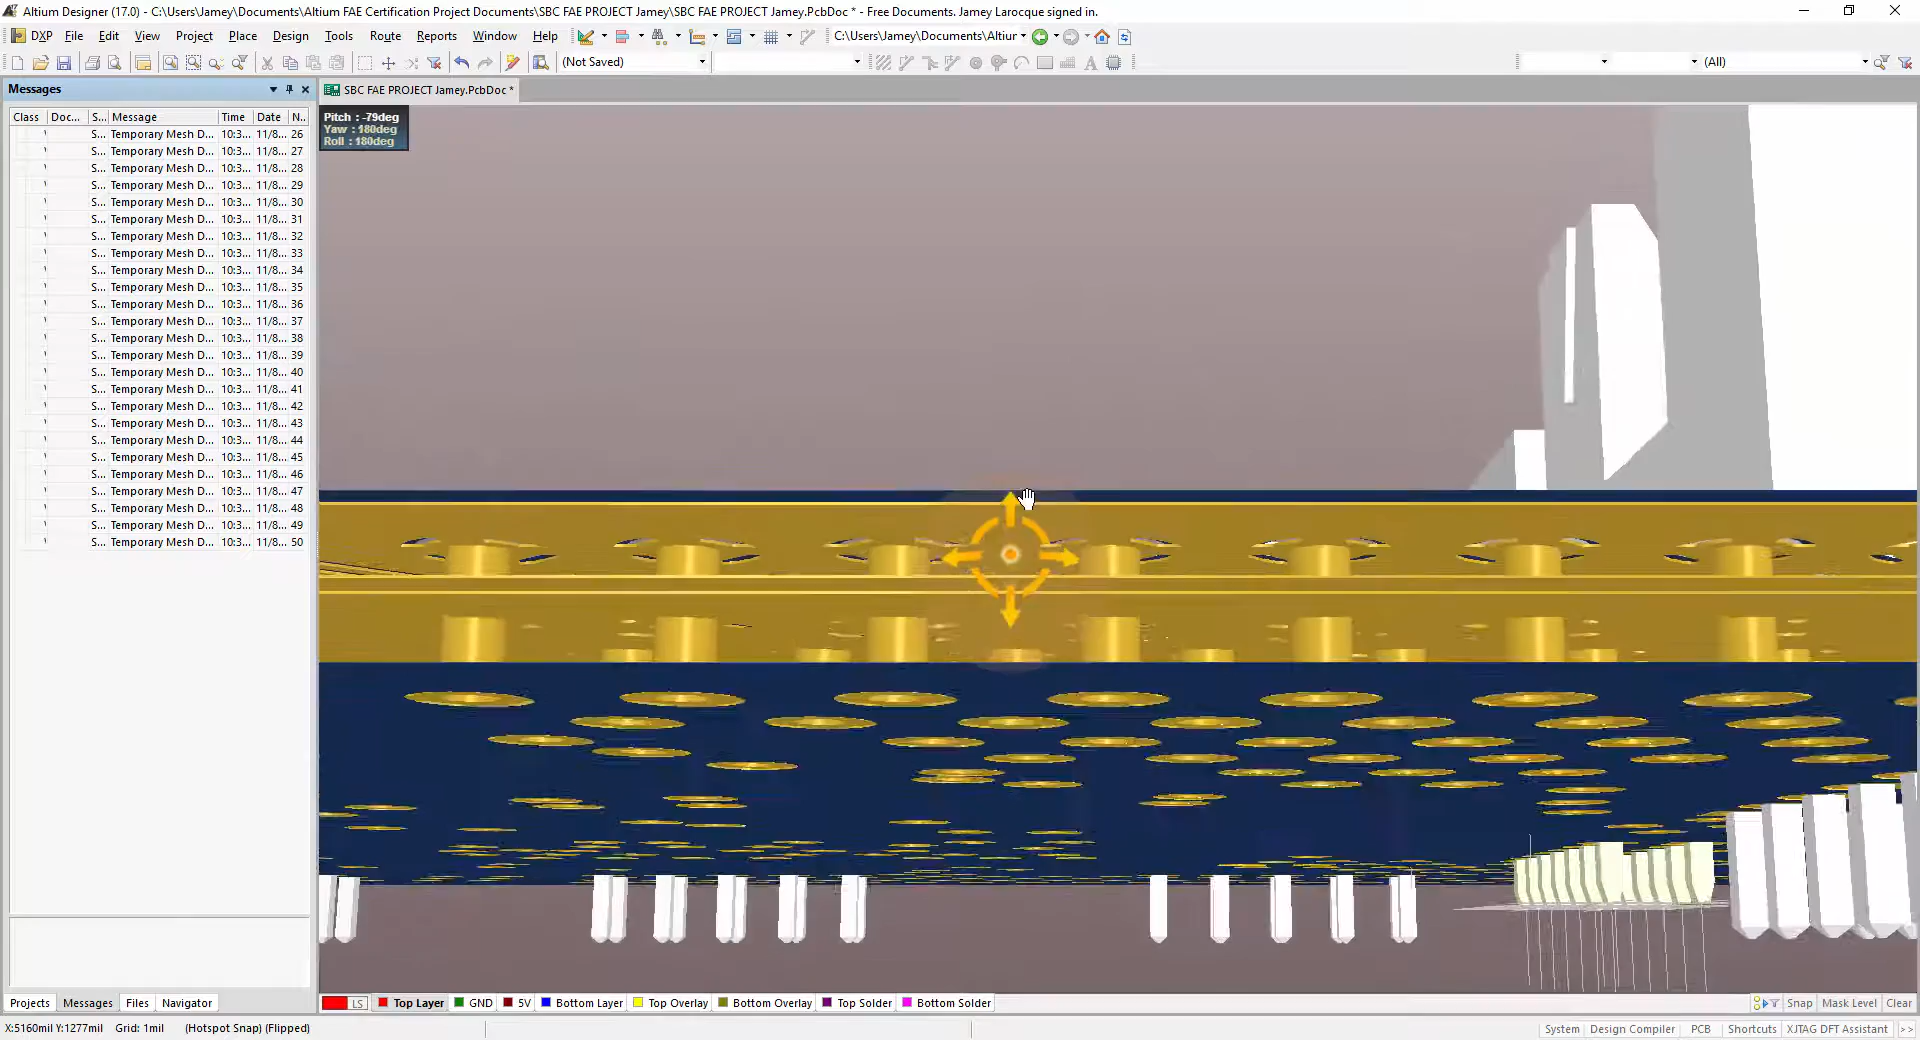 Altium Designer (17.0) - C:\Users\Jamey\Documents\Altium FAE Certification Project Documents\SBC FAE PROJECT Jamey\SBC FAE PROJECT Jamey.PcbDoc * - Free Documents. Jamey Larocque signed in.
DXP File Edit View Project Place Design Tools Route Reports Window Help C:\Users\Jamey\Documents\Altiur
(Not Saved) (All)
Messages SBC FAE PROJECT Jamey.PcbDoc *
Class Doc... S... Message Time Date N..
Pitch : -79deg
Yaw : 180deg
Roll : 180deg
S... Temporary Mesh D... 10:3... 11/8... 26
S... Temporary Mesh D... 10:3... 11/8... 27
S... Temporary Mesh D... 10:3... 11/8... 28
S... Temporary Mesh D... 10:3... 11/8... 29
S... Temporary Mesh D... 10:3... 11/8... 30
S... Temporary Mesh D... 10:3... 11/8... 31
S... Temporary Mesh D... 10:3... 11/8... 32
S... Temporary Mesh D... 10:3... 11/8... 33
S... Temporary Mesh D... 10:3... 11/8... 34
S... Temporary Mesh D... 10:3... 11/8... 35
S... Temporary Mesh D... 10:3... 11/8... 36
S... Temporary Mesh D... 10:3... 11/8... 37
S... Temporary Mesh D... 10:3... 11/8... 38
S... Temporary Mesh D... 10:3... 11/8... 39
S... Temporary Mesh D... 10:3... 11/8... 40
S... Temporary Mesh D... 10:3... 11/8... 41
S... Temporary Mesh D... 10:3... 11/8... 42
S... Temporary Mesh D... 10:3... 11/8... 43
S... Temporary Mesh D... 10:3... 11/8... 44
S... Temporary Mesh D... 10:3... 11/8... 45
S... Temporary Mesh D... 10:3... 11/8... 46
S... Temporary Mesh D... 10:3... 11/8... 47
S... Temporary Mesh D... 10:3... 11/8... 48
S... Temporary Mesh D... 10:3... 11/8... 49
S... Temporary Mesh D... 10:3... 11/8... 50
Projects Messages Files Navigator LS Top Layer GND 5V Bottom Layer Top Overlay Bottom Overlay Top Solder Bottom Solder Snap Mask Level Clear
X:5160mil Y:1277mil Grid: 1mil (Hotspot Snap) (Flipped) System Design Compiler PCB Shortcuts XJTAG DFT Assistant >>